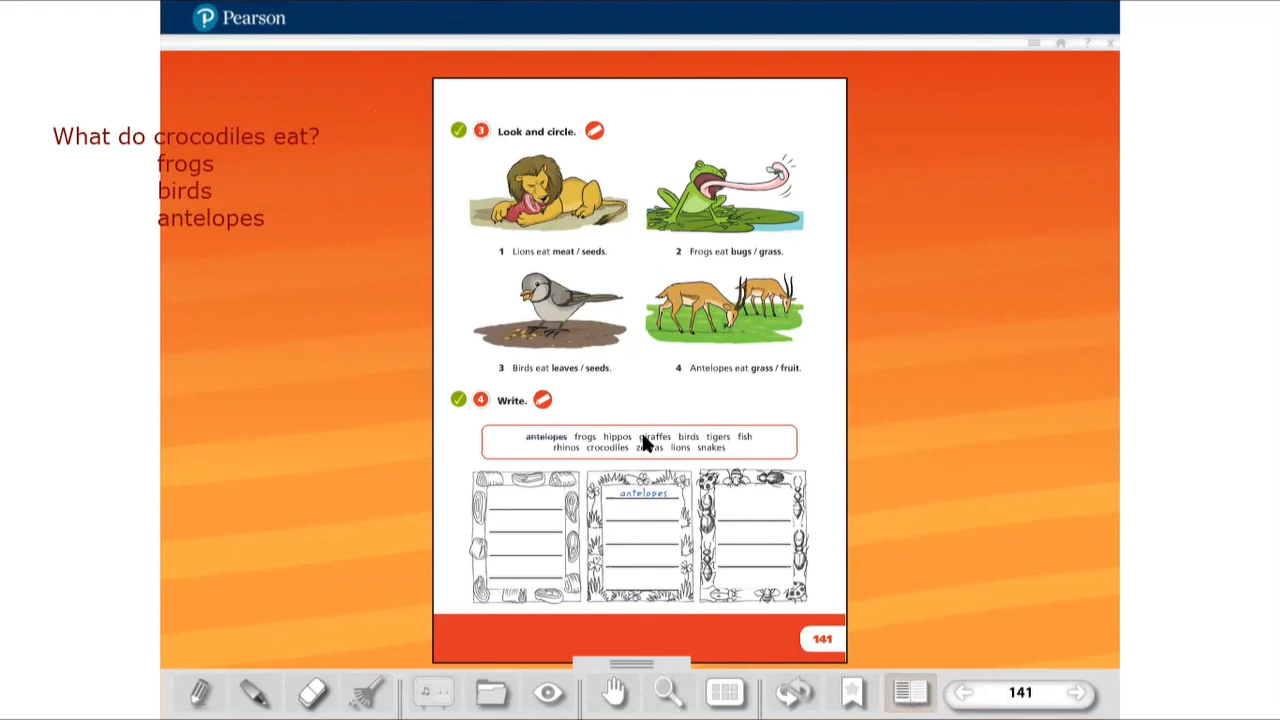 Pearson
What do crocodiles eat?
frogs
birds
antelopes
3 Look and circle.
1 Lions eat meat / seeds.
2 Frogs eat bugs / grass.
3 Birds eat leaves / seeds.
4 Antelopes eat grass / fruit.
4 Write.
antelopes frogs hippos giraffes birds tigers fish
rhinos crocodiles lions snakes
antelopes
141
141